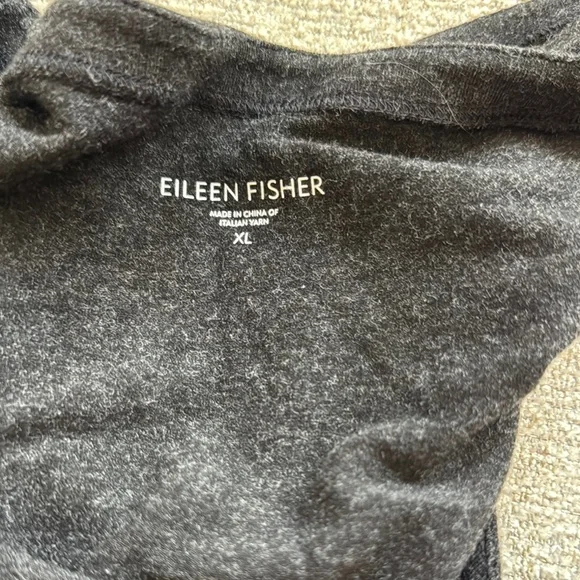 EILEEN FISHER
MADE IN CHINA OF
ITALIAN YARN
XL